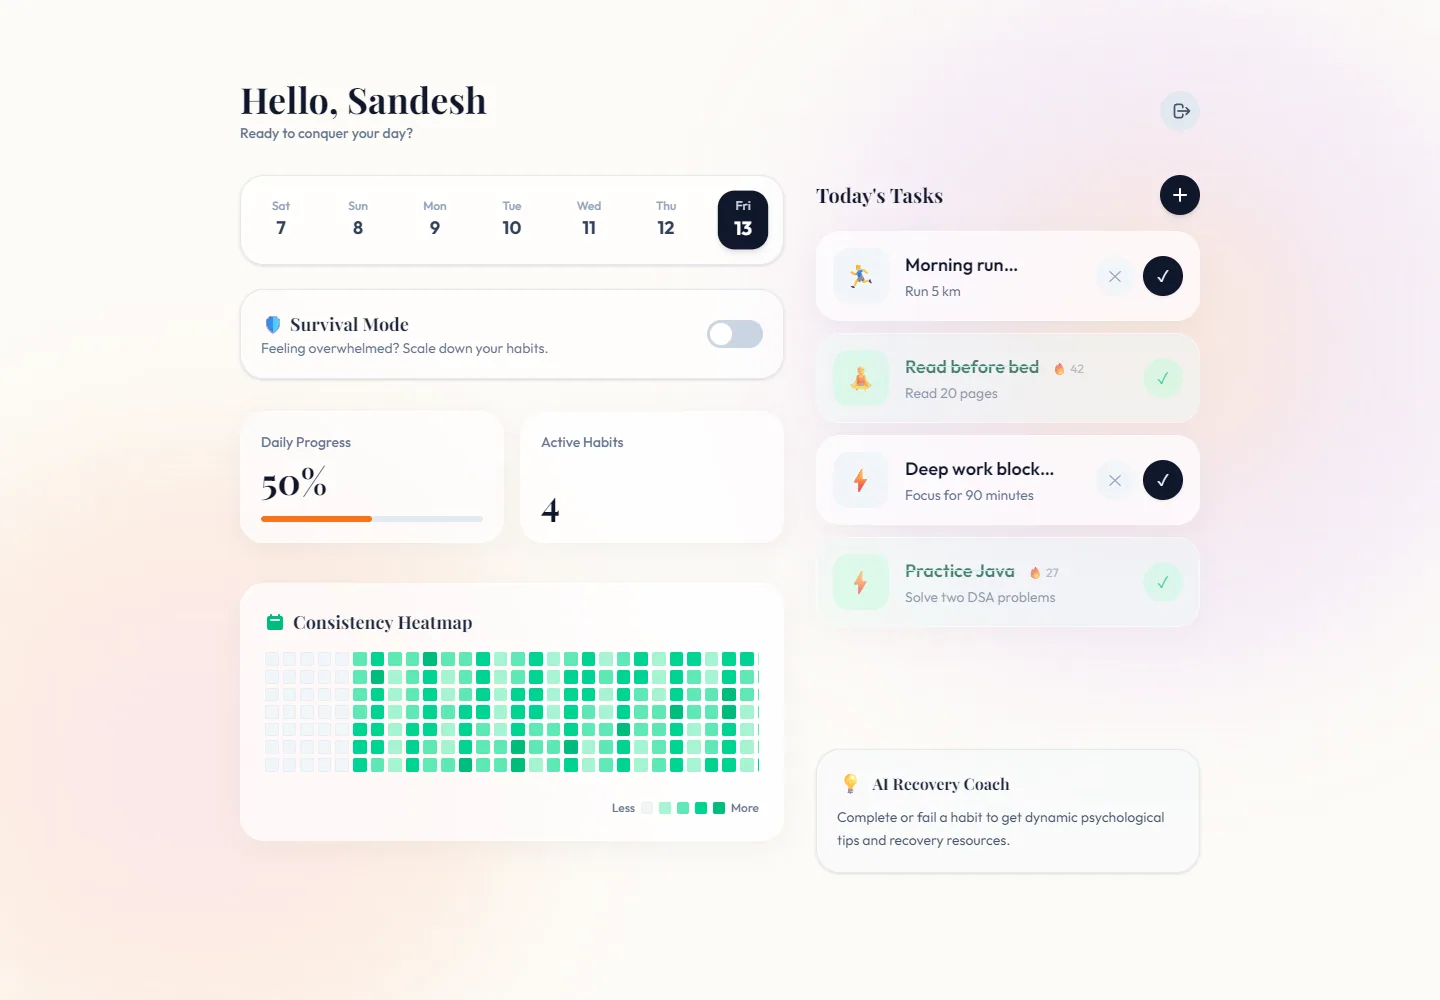 Hello, Sandesh
Ready to conquer your day?
Sat Sun Mon Tue Wed Thu Fri
7 8 9 10 11 12 13
Survival Mode
Feeling overwhelmed? Scale down your habits.
Daily Progress
50%
Active Habits
4
Consistency Heatmap
Less More
Today's Tasks
Morning run...
Run 5 km
Read before bed 42
Read 20 pages
Deep work block...
Focus for 90 minutes
Practice Java 27
Solve two DSA problems
AI Recovery Coach
Complete or fail a habit to get dynamic psychological
tips and recovery resources.